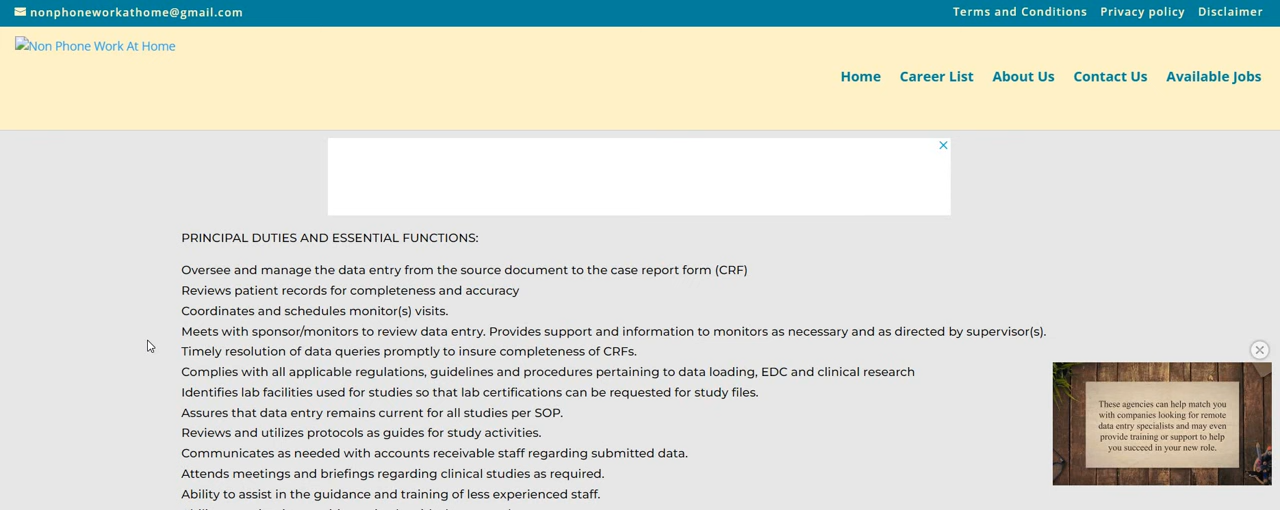 nonphoneworkathome@gmail.com
Terms and Conditions Privacy policy Disclaimer
Non Phone Work At Home
Home Career List About Us Contact Us Available Jobs
PRINCIPAL DUTIES AND ESSENTIAL FUNCTIONS:
Oversee and manage the data entry from the source document to the case report form (CRF)
Reviews patient records for completeness and accuracy
Coordinates and schedules monitor(s) visits.
Meets with sponsor/monitors to review data entry. Provides support and information to monitors as necessary and as directed by supervisor(s).
Timely resolution of data queries promptly to insure completeness of CRFs.
Complies with all applicable regulations, guidelines and procedures pertaining to data loading, EDC and clinical research
Identifies lab facilities used for studies so that lab certifications can be requested for study files.
Assures that data entry remains current for all studies per SOP.
Reviews and utilizes protocols as guides for study activities.
Communicates as needed with accounts receivable staff regarding submitted data.
Attends meetings and briefings regarding clinical studies as required.
Ability to assist in the guidance and training of less experienced staff.
These agencies can help match you
with companies looking for remote
data entry specialists and may even
provide training or support to help
you succeed in your new role.